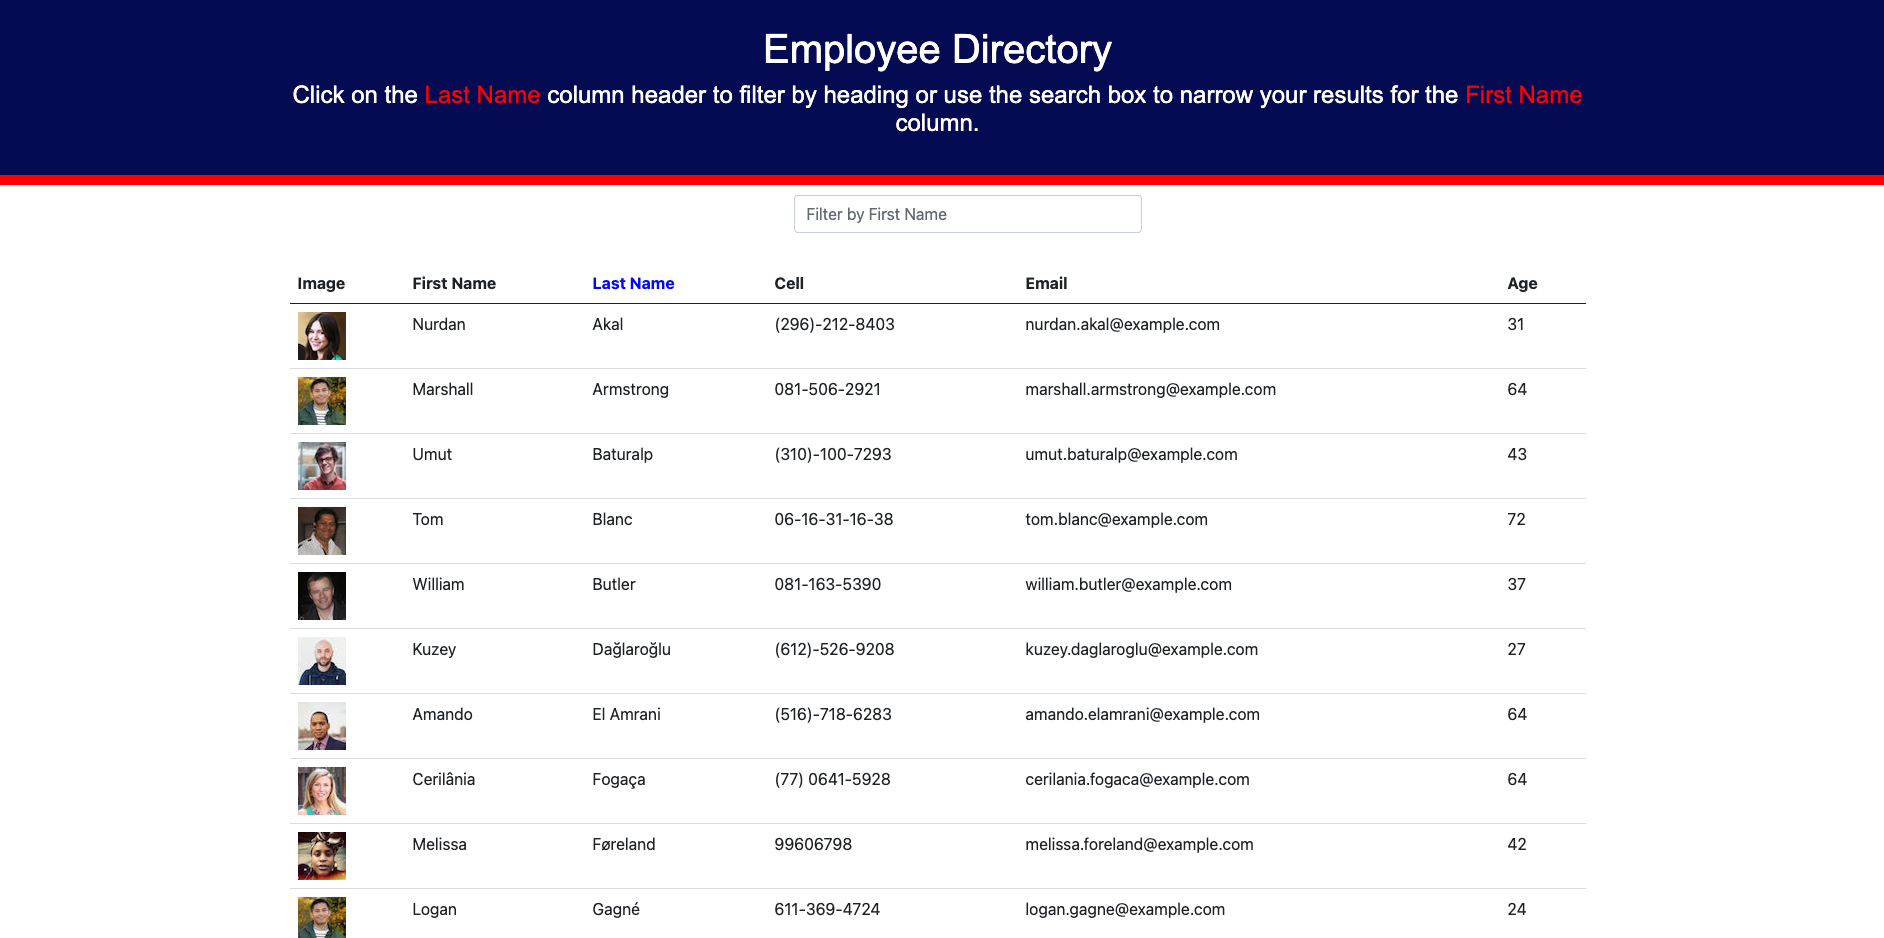 Employee Directory
Click on the Last Name column header to filter by heading or use the search box to narrow your results for the First Name
column.
Filter by First Name
Image First Name Last Name Cell Email Age
Nurdan Akal (296)-212-8403 nurdan.akal@example.com 31
Marshall Armstrong 081-506-2921 marshall.armstrong@example.com 64
Umut Baturalp (310)-100-7293 umut.baturalp@example.com 43
Tom Blanc 06-16-31-16-38 tom.blanc@example.com 72
William Butler 081-163-5390 william.butler@example.com 37
Kuzey Dağlaroğlu (612)-526-9208 kuzey.daglaroglu@example.com 27
Amando El Amrani (516)-718-6283 amando.elamrani@example.com 64
Cerilânia Fogaça (77) 0641-5928 cerilania.fogaca@example.com 64
Melissa Føreland 99606798 melissa.foreland@example.com 42
Logan Gagné 611-369-4724 logan.gagne@example.com 24